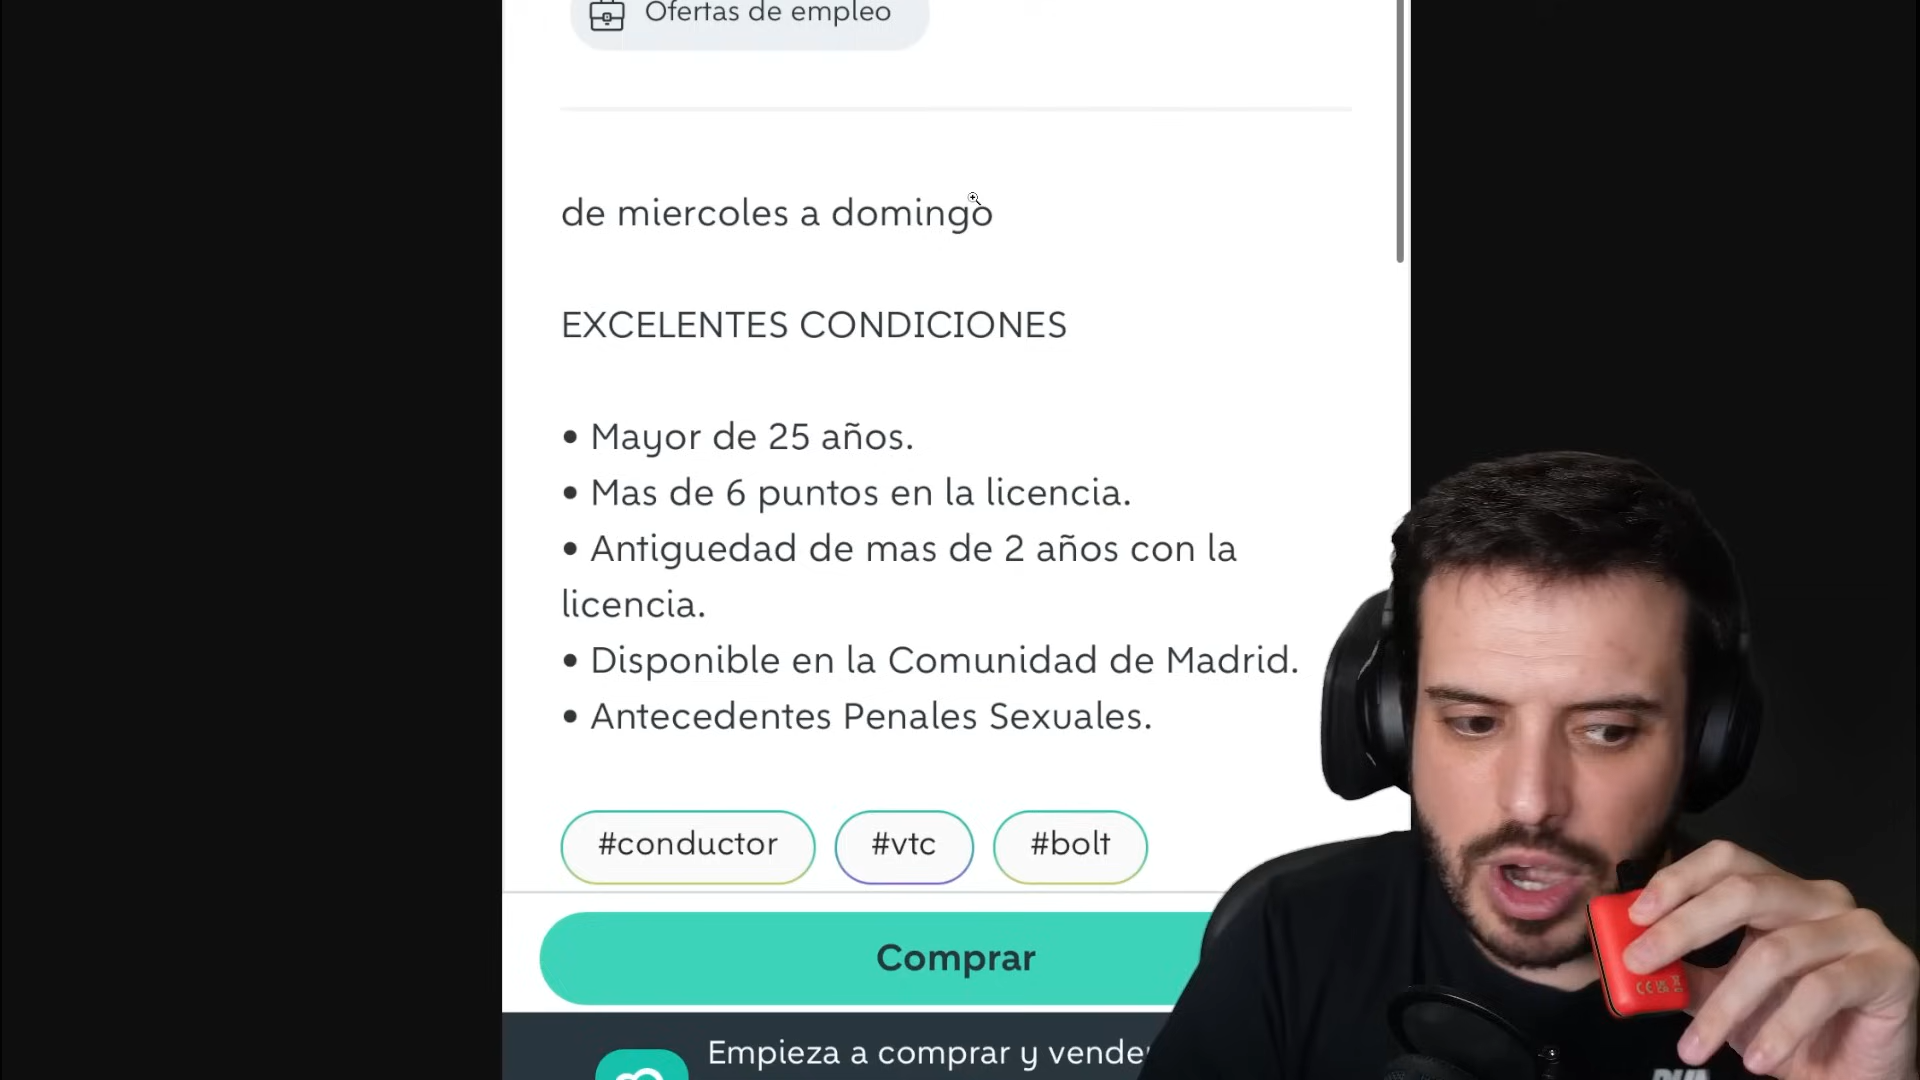 Ofertas de empleo
de miercoles a domingo
EXCELENTES CONDICIONES
• Mayor de 25 años.
• Mas de 6 puntos en la licencia.
• Antiguedad de mas de 2 años con la
licencia.
• Disponible en la Comunidad de Madrid.
• Antecedentes Penales Sexuales.
#conductor #vtc #bolt
Comprar
Empieza a comprar y vende
CE